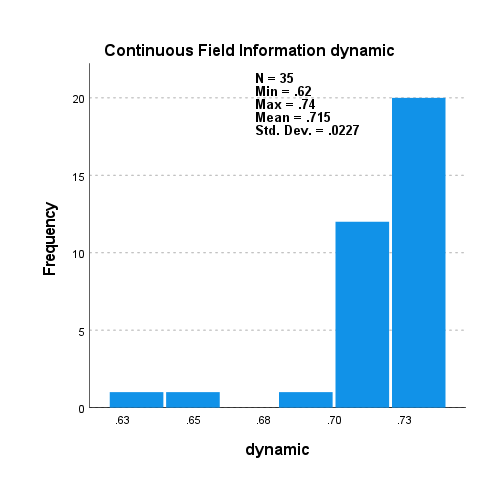 Continuous Field Information dynamic
N = 35
Min = .62
Max = .74
Mean = .715
Std. Dev. = .0227
20
15
10
5
0
Frequency
.63 .65 .68 .70 .73
dynamic